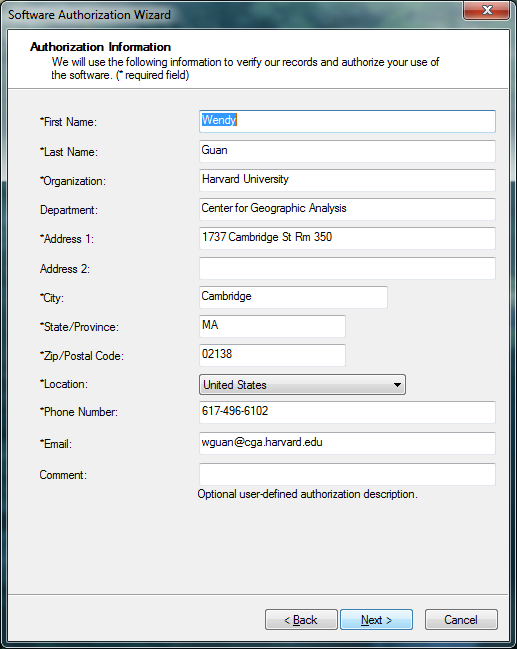 Software Authorization Wizard
Authorization Information
We will use the following information to verify our records and authorize your use of
the software. (* required field)
*First Name: Wendy
*Last Name: Guan
*Organization: Harvard University
Department: Center for Geographic Analysis
*Address 1: 1737 Cambridge St Rm 350
Address 2:
*City: Cambridge
*State/Province: MA
*Zip/Postal Code: 02138
*Location: United States
*Phone Number: 617-496-6102
*Email: wguan@cga.harvard.edu
Comment:
Optional user-defined authorization description.
< Back Next > Cancel